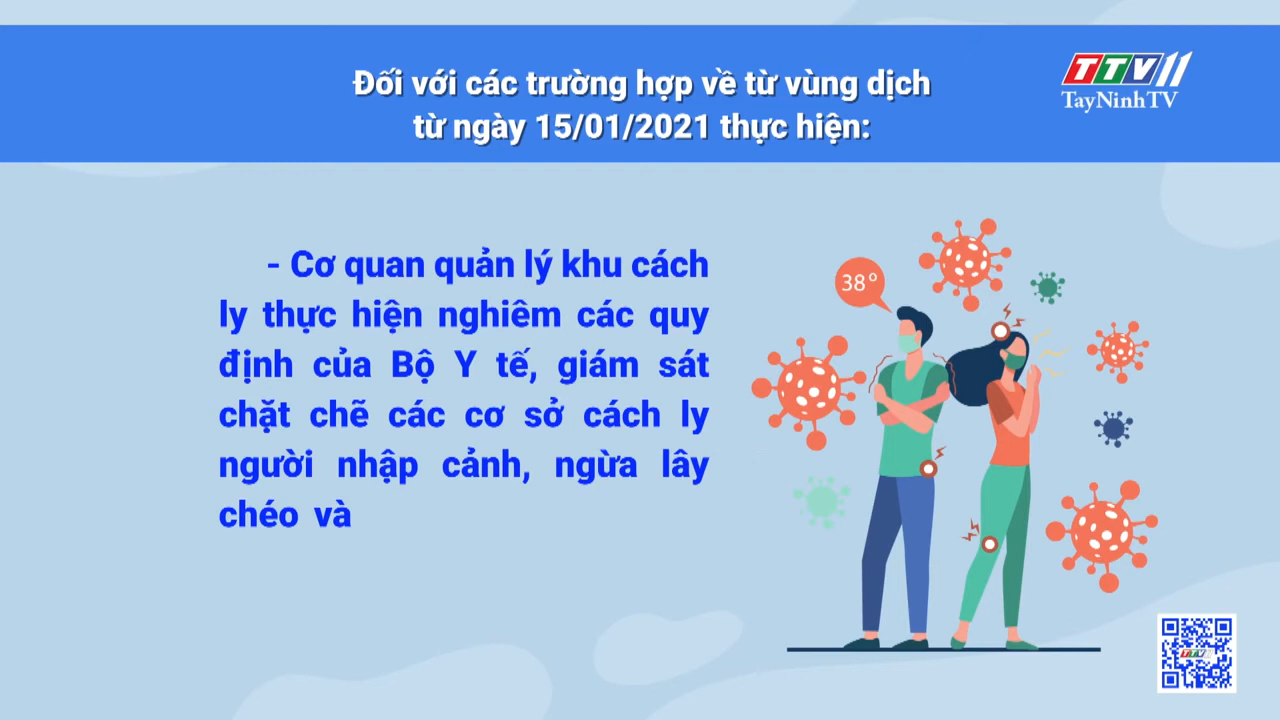 Đối với các trường hợp về từ vùng dịch
từ ngày 15/01/2021 thực hiện:
TTV11
TayNinhTV
- Cơ quan quản lý khu cách
ly thực hiện nghiêm các quy
định của Bộ Y tế, giám sát
chặt chẽ các cơ sở cách ly
người nhập cảnh, ngừa lây
chéo và
38°
TTV11